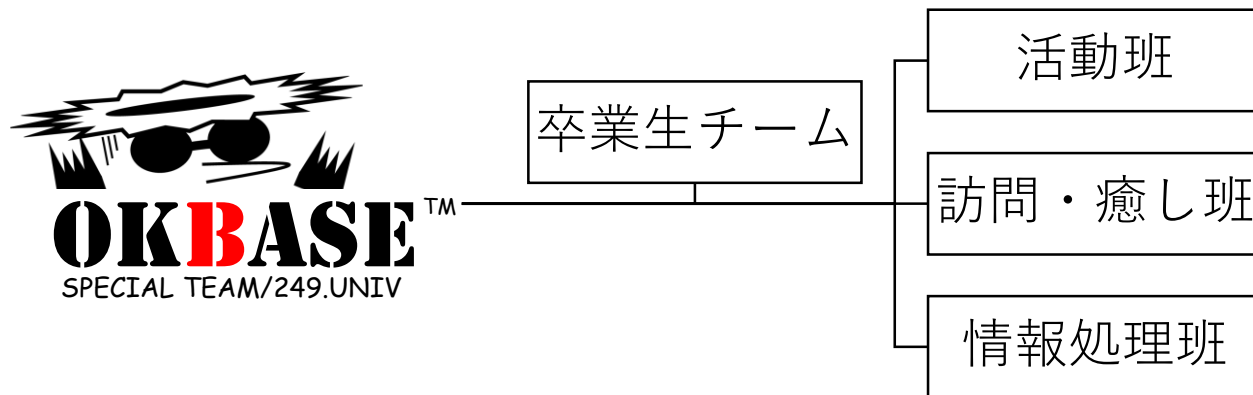 OKBASE™
SPECIAL TEAM/249.UNIV
卒業生チーム
活動班
訪問・癒し班
情報処理班